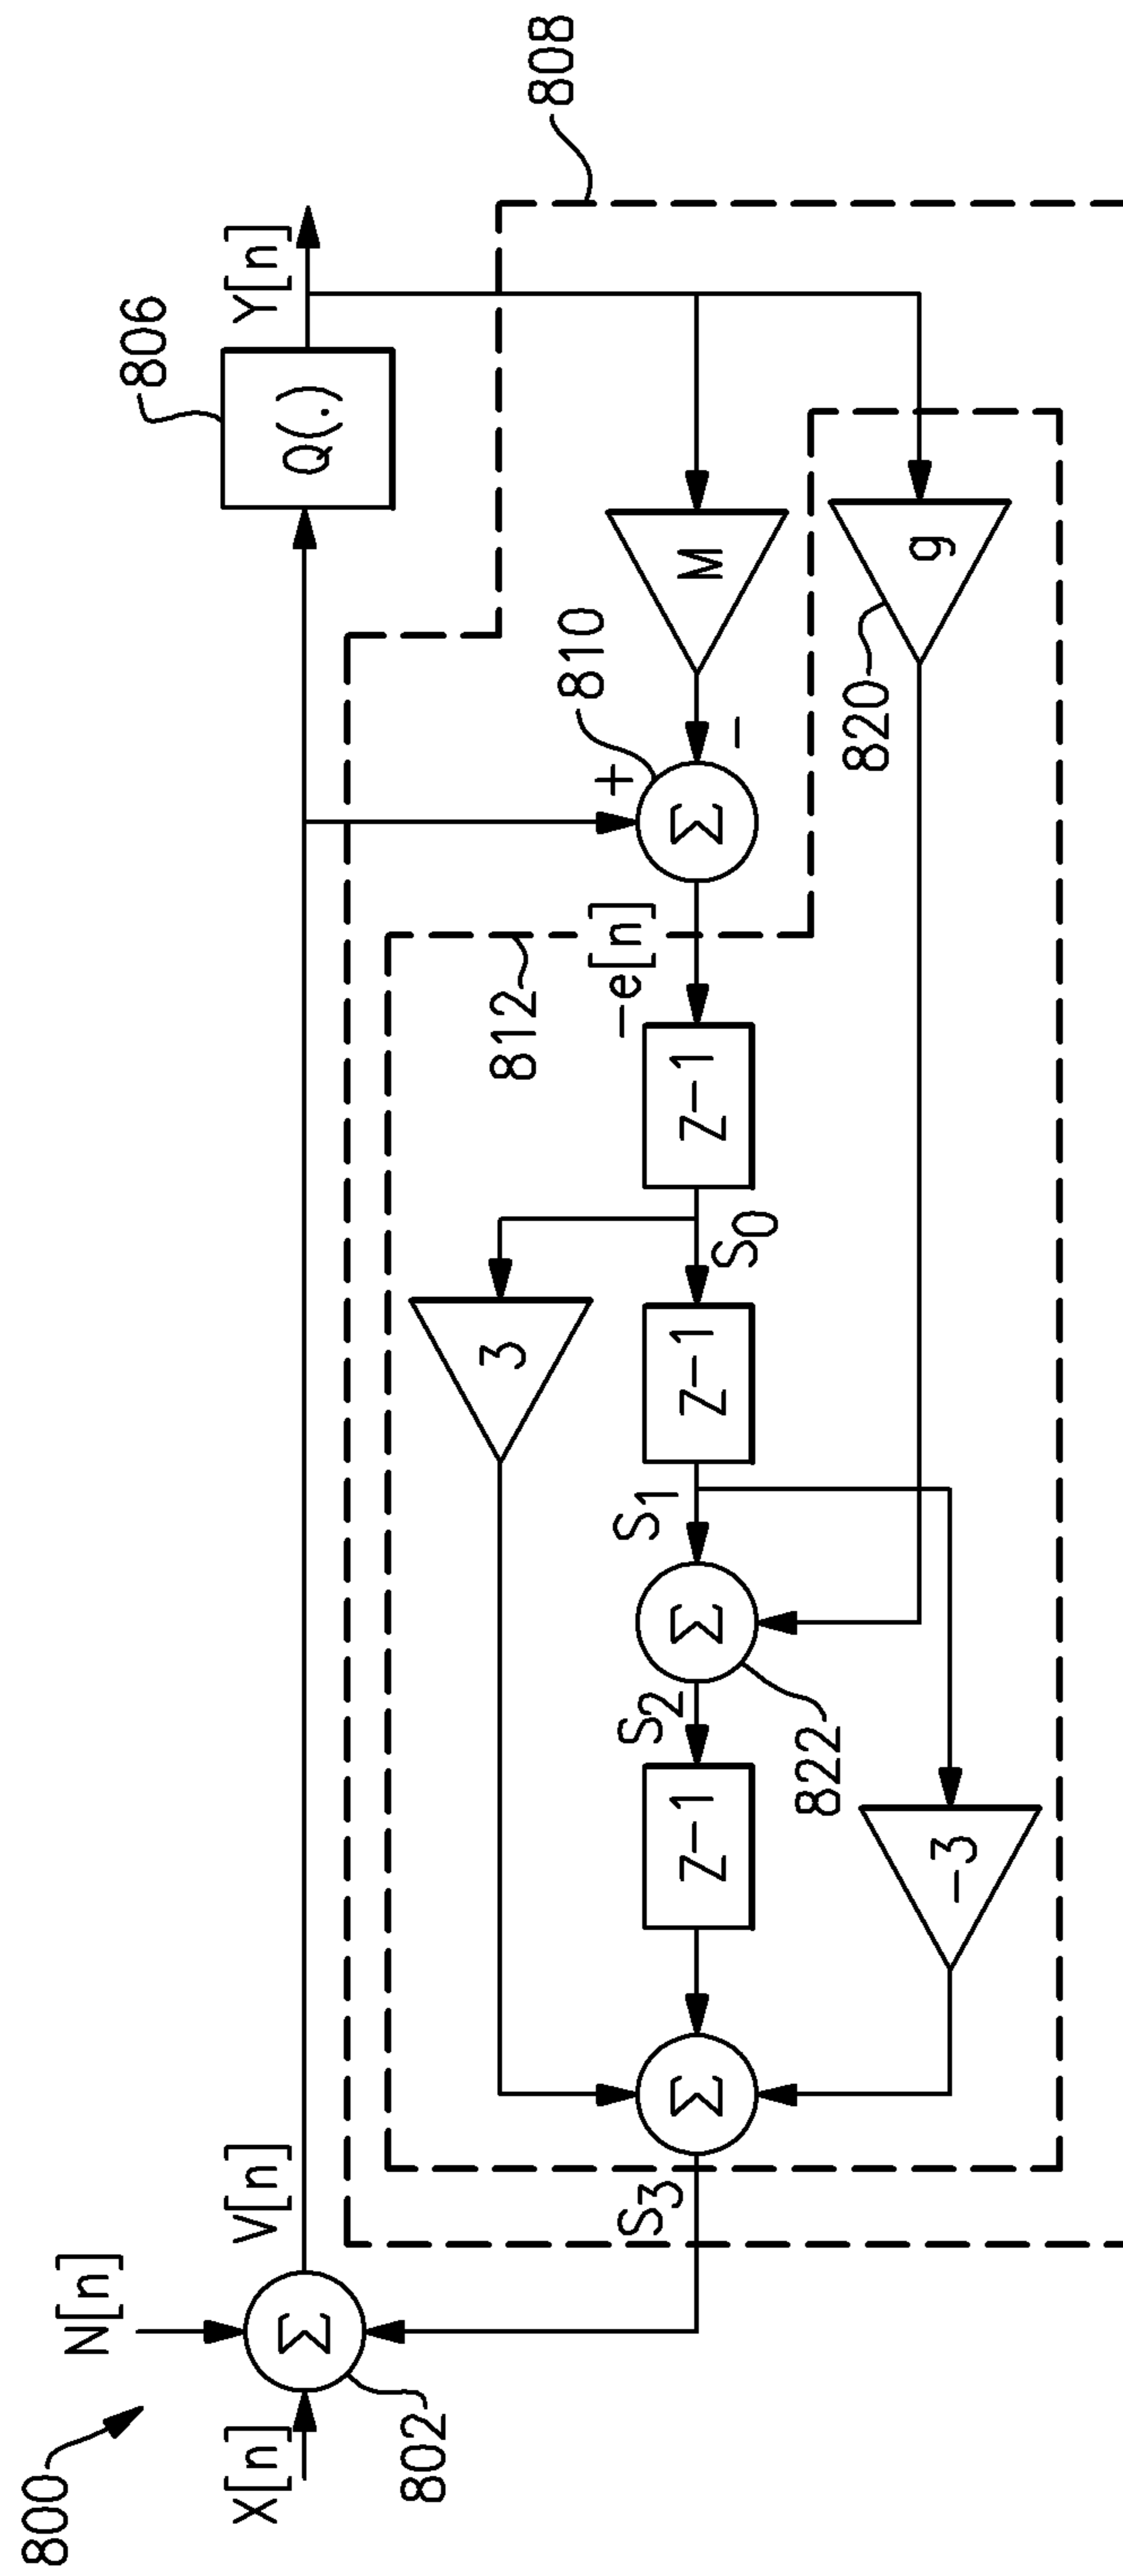 800
X[n]
N[n]
Σ
802
V[n]
806
Q(.)
Y[n]
808
M
810
+
-
Σ
-e[n]
812
Z-1
S0
3
Z-1
S1
Σ
822
S2
Z-1
-3
Σ
S3
g
820